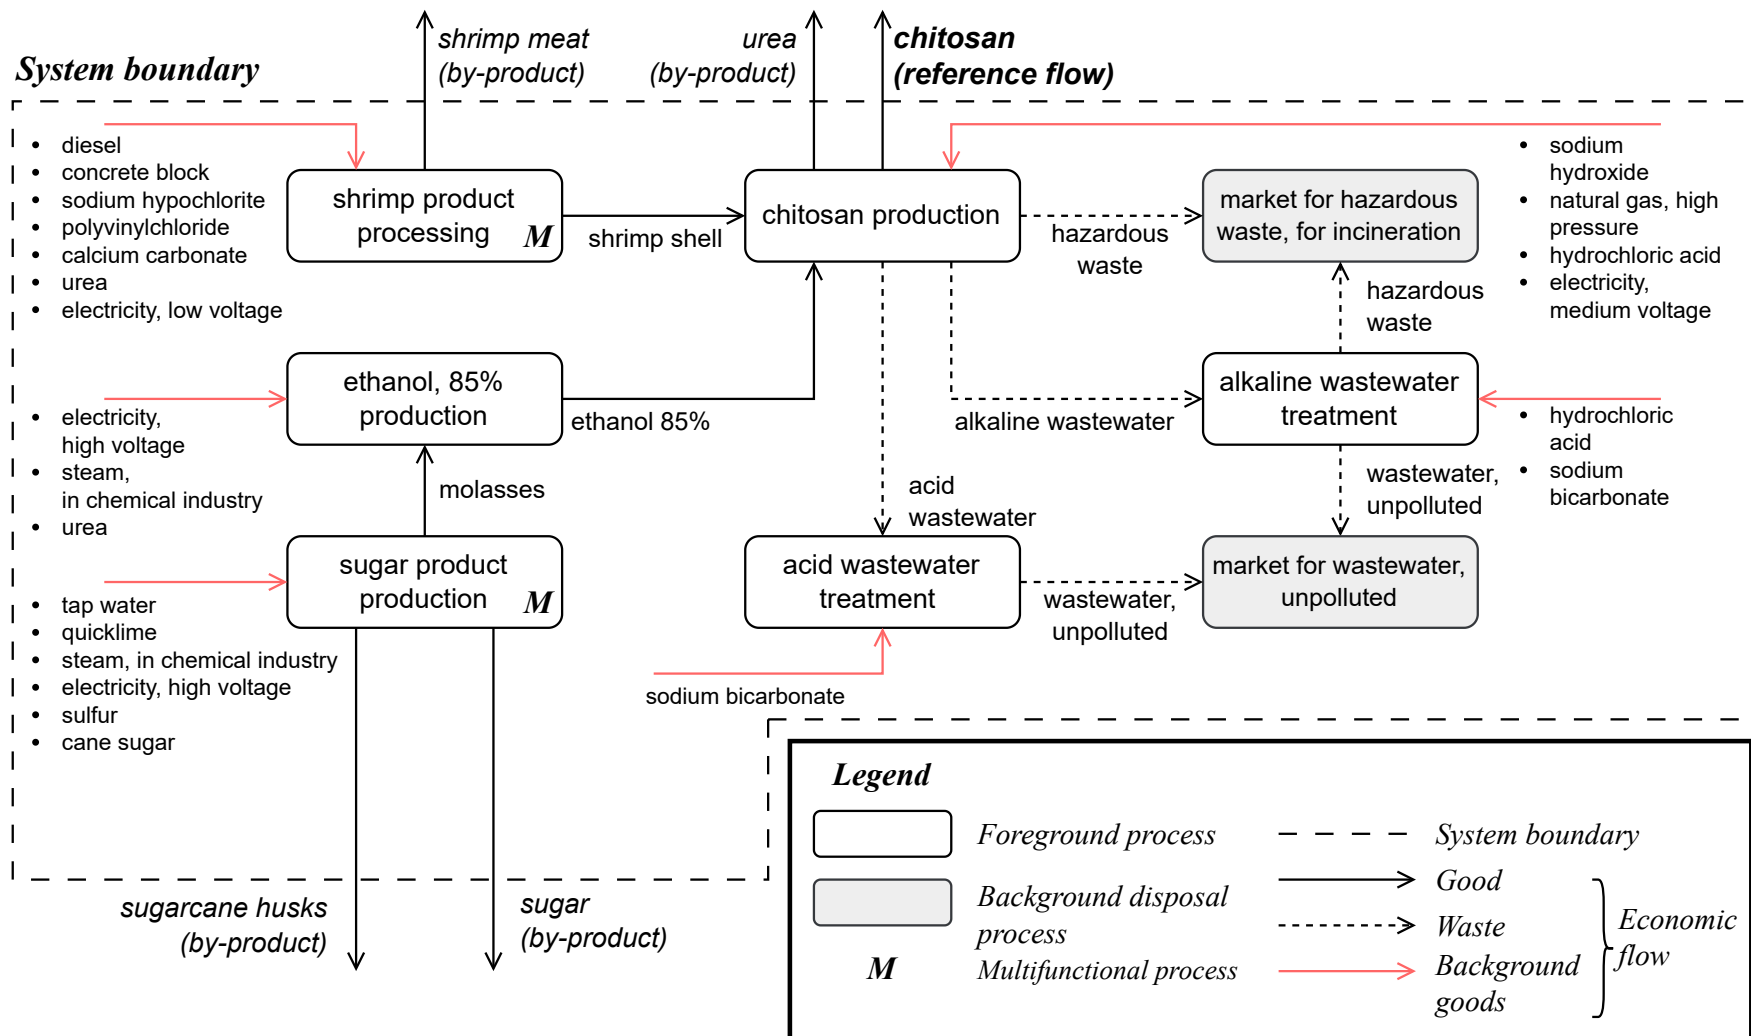 System boundary
shrimp meat
(by-product)
urea
(by-product)
chitosan
(reference flow)
• diesel
• concrete block
• sodium hypochlorite
• polyvinylchloride
• calcium carbonate
• urea
• electricity, low voltage
shrimp product
processing
M
shrimp shell
chitosan production
hazardous
waste
market for hazardous
waste, for incineration
• sodium
hydroxide
• natural gas, high
pressure
• hydrochloric acid
• electricity,
medium voltage
hazardous
waste
• electricity,
high voltage
• steam,
in chemical industry
• urea
ethanol, 85%
production
ethanol 85%
alkaline wastewater
alkaline wastewater
treatment
• hydrochloric
acid
• sodium
bicarbonate
molasses
acid
wastewater
wastewater,
unpolluted
• tap water
• quicklime
• steam, in chemical industry
• electricity, high voltage
• sulfur
• cane sugar
sugar product
production
M
acid wastewater
treatment
wastewater,
unpolluted
market for wastewater,
unpolluted
sodium bicarbonate
sugarcane husks
(by-product)
sugar
(by-product)
Legend
Foreground process
Background disposal
process
M
Multifunctional process
System boundary
Good
Waste
Background
goods
Economic
flow